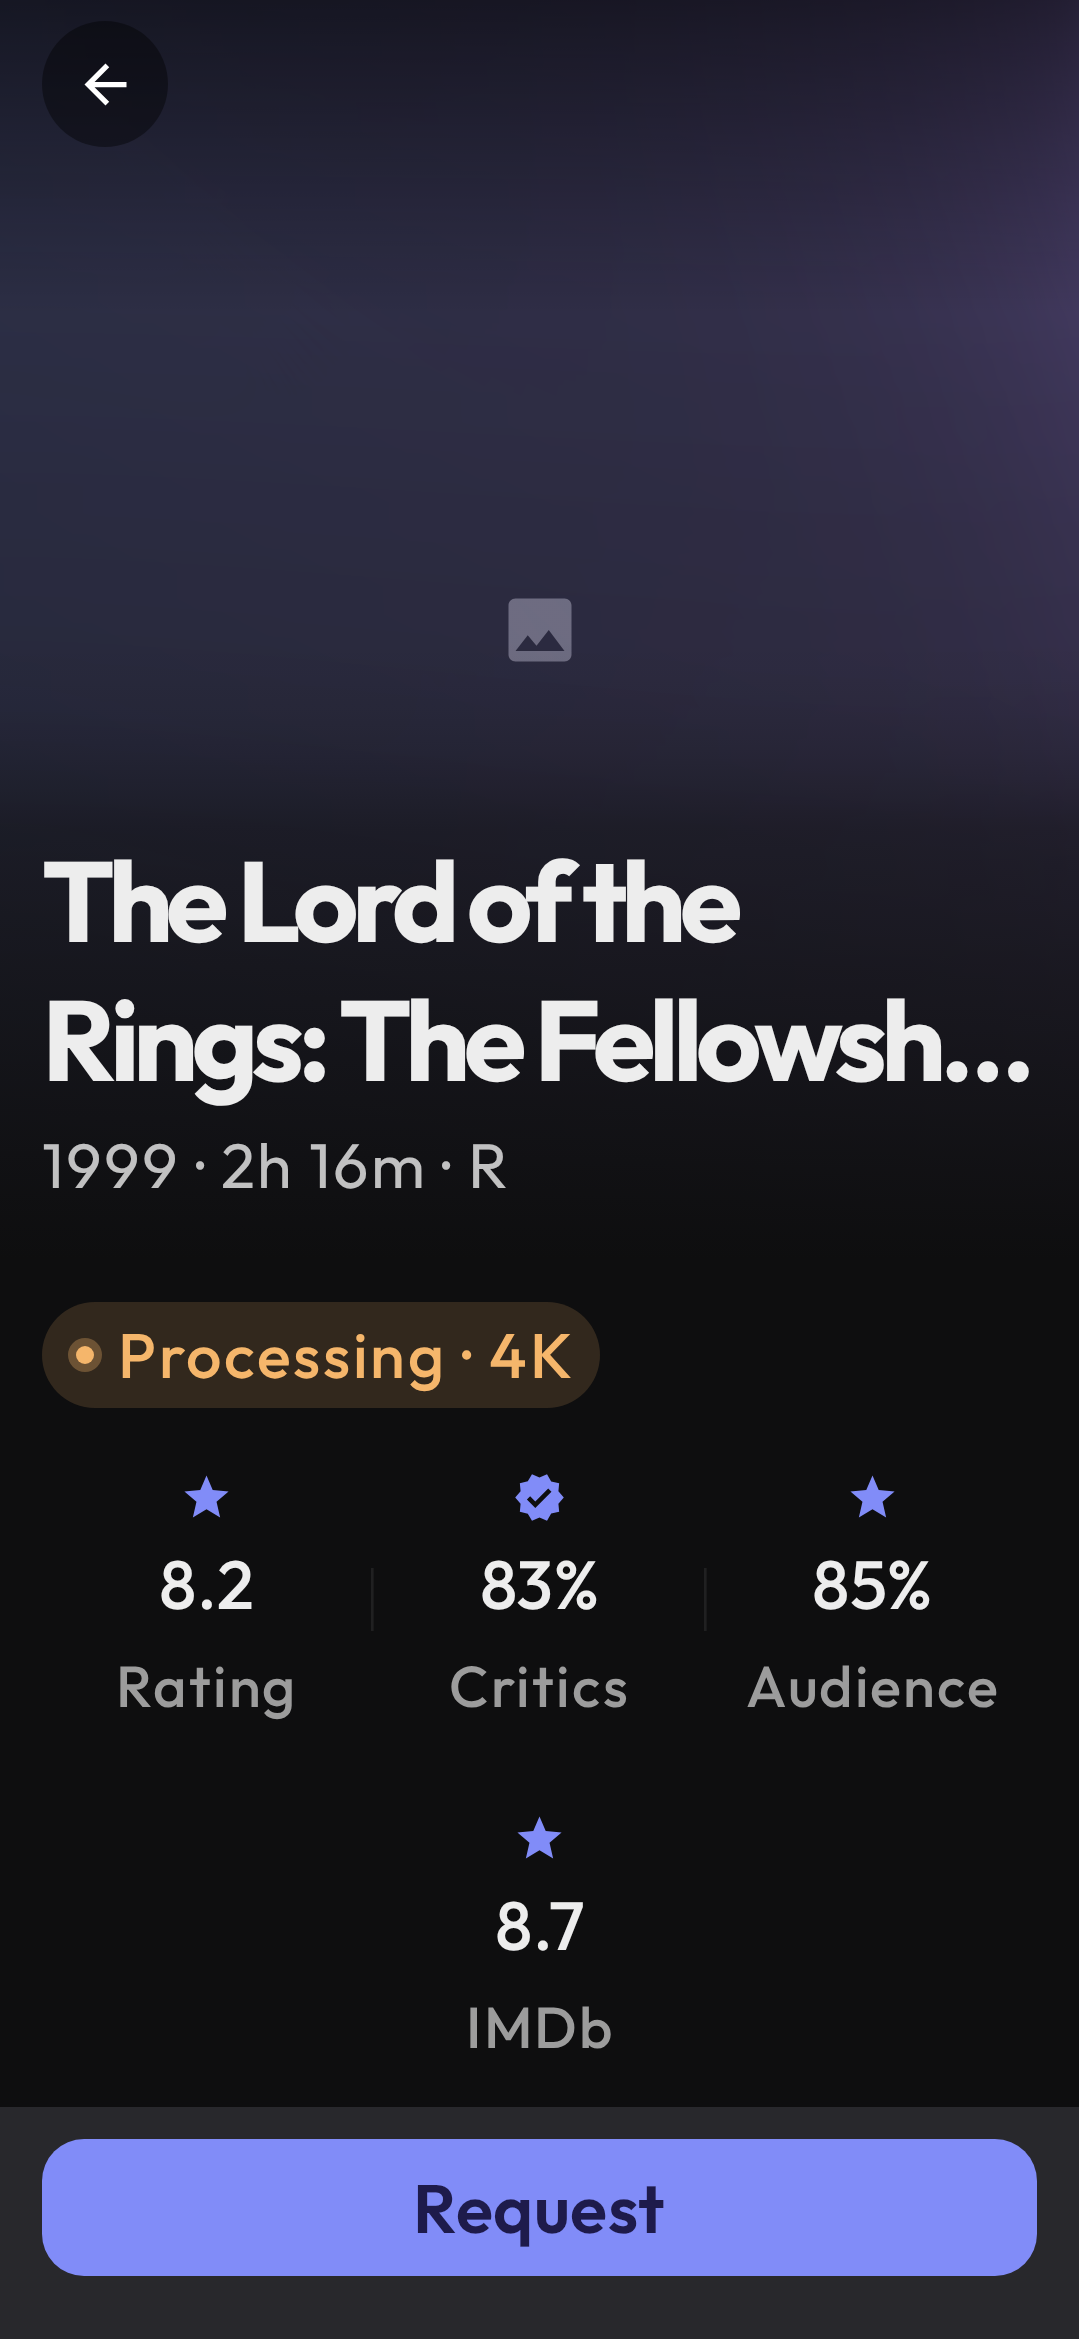 The Lord of the
Rings: The Fellowsh...
1999 · 2h 16m · R
Processing · 4K
8.2
Rating
83%
Critics
85%
Audience
8.7
IMDb
Request